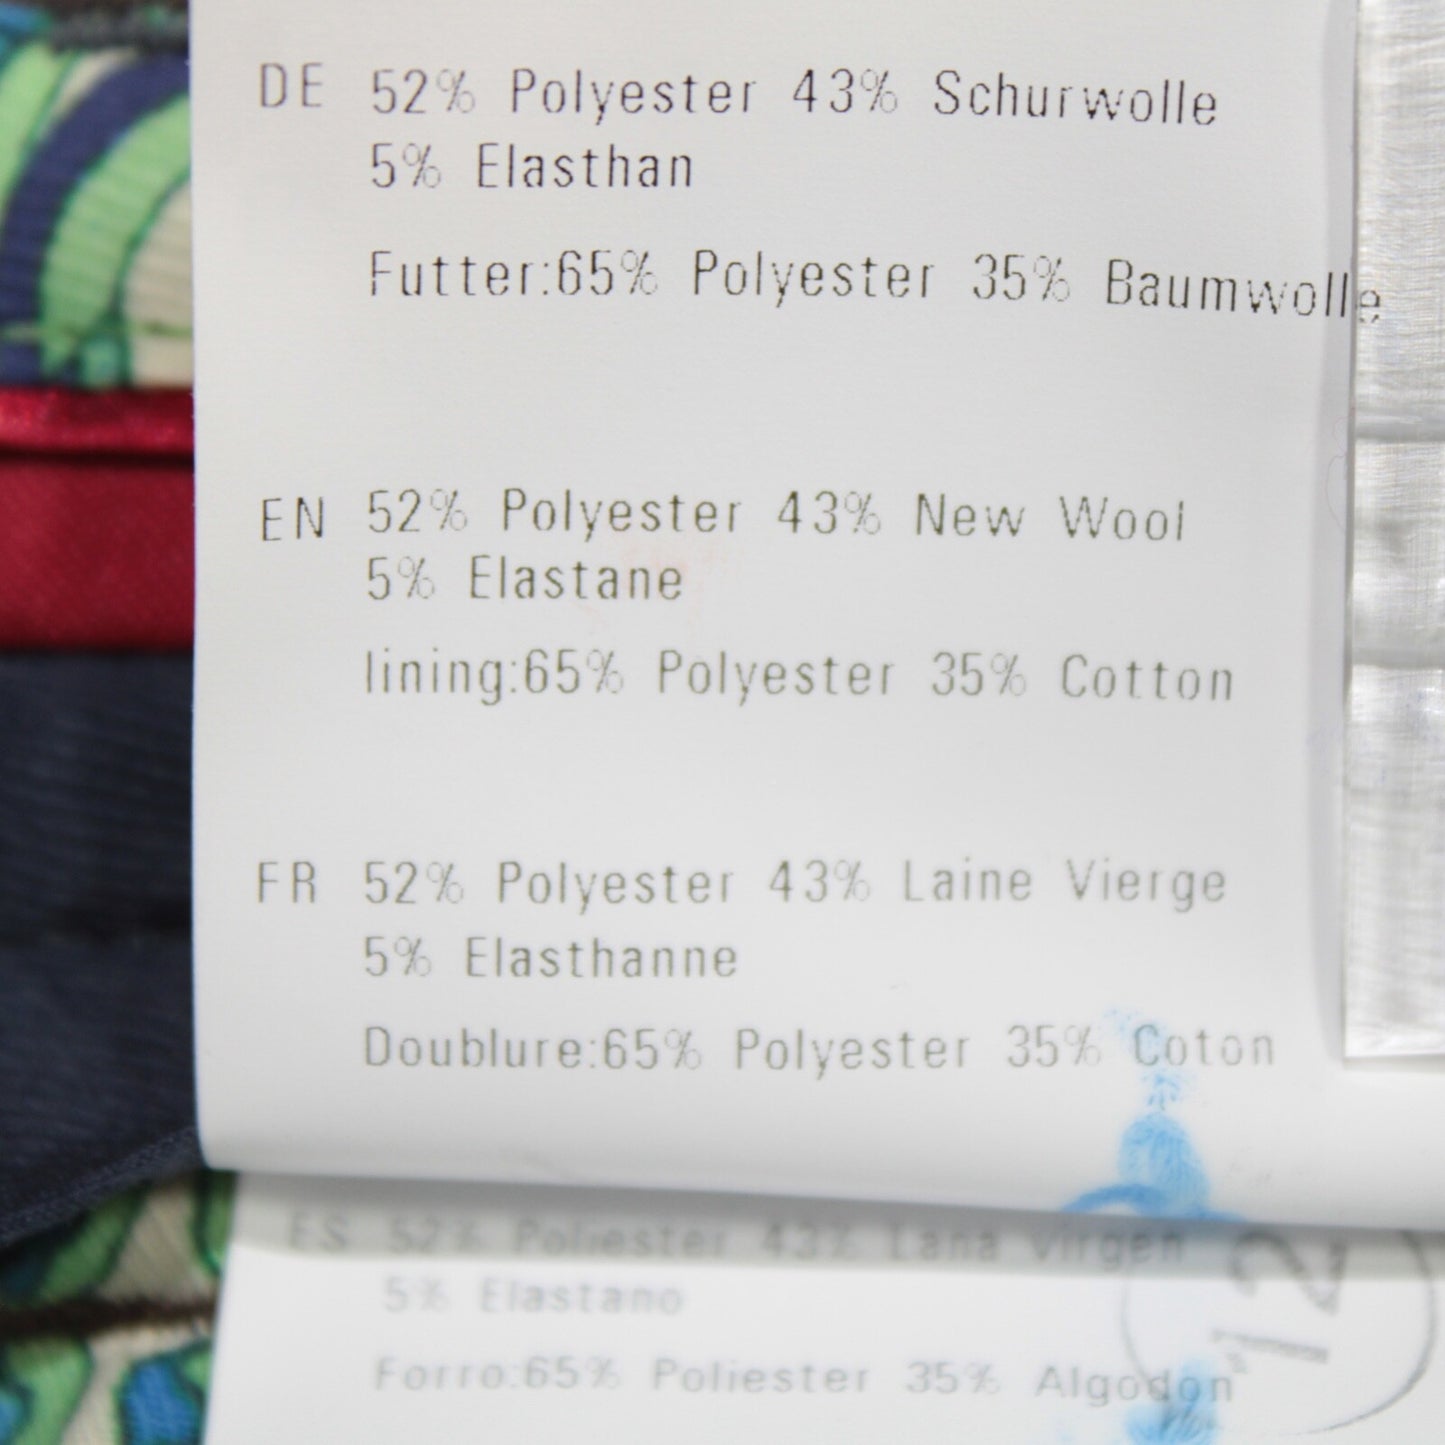 DE 52% Polyester 43% Schurwolle
5% Elasthan
Futter:65% Polyester 35% Baumwolle
EN 52% Polyester 43% New Wool
5% Elastane
lining:65% Polyester 35% Cotton
FR 52% Polyester 43% Laine Vierge
5% Elasthanne
Doublure:65% Polyester 35% Coton
ES 52% Poliester 43% Lana virgen
5% Elastano
Forro:65% Poliester 35% Algodon
12